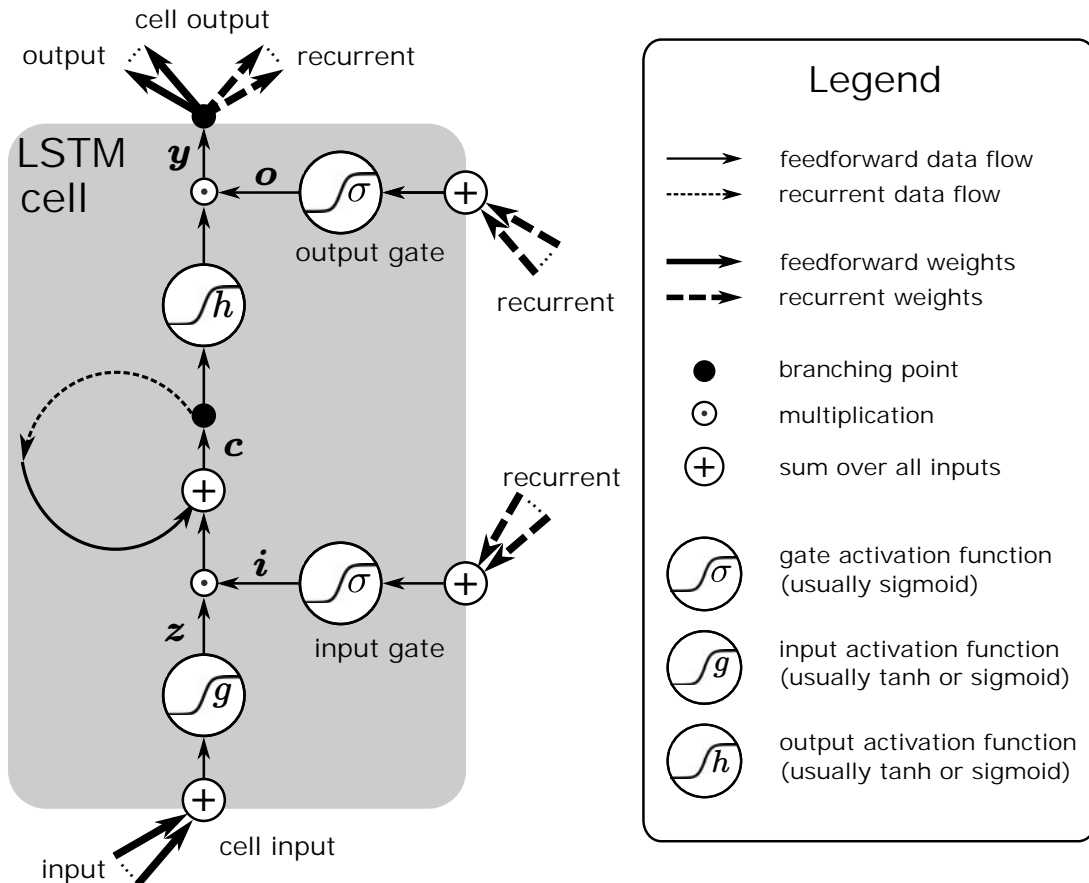 cell output
output
recurrent
LSTM
cell
y
o
σ
output gate
recurrent
h
c
recurrent
i
σ
z
input gate
g
cell input
input
Legend
feedforward data flow
recurrent data flow
feedforward weights
recurrent weights
branching point
multiplication
sum over all inputs
σ
gate activation function
(usually sigmoid)
g
input activation function
(usually tanh or sigmoid)
h
output activation function
(usually tanh or sigmoid)